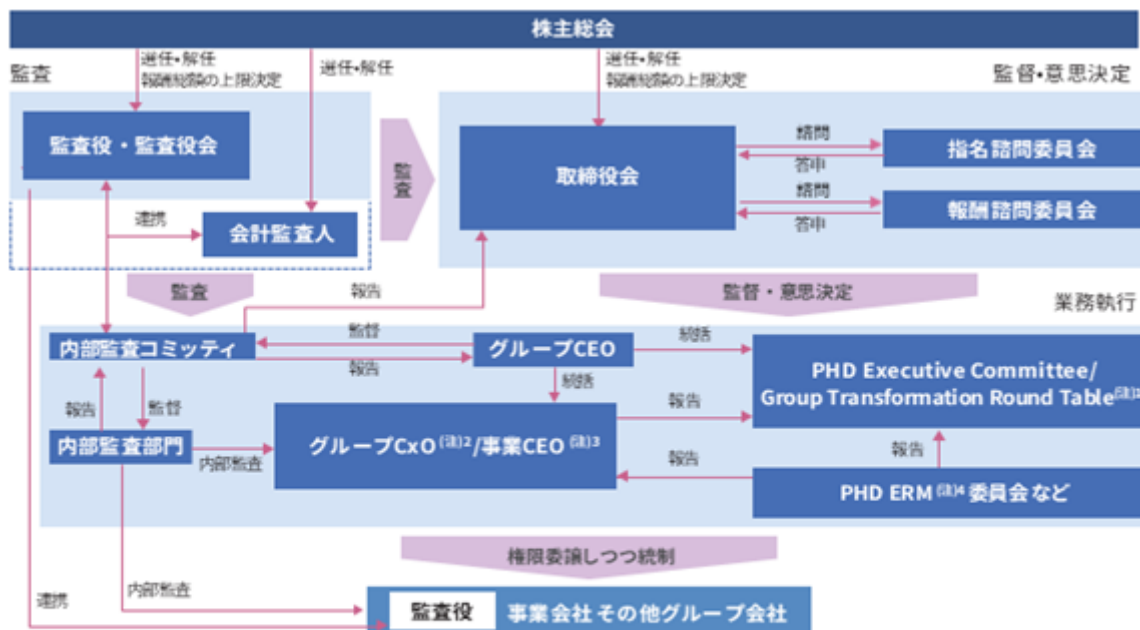 株主総会
監査
選任・解任
報酬総額の上限決定
選任・解任
選任・解任
報酬総額の上限決定
監督・意思決定
監査役・監査役会
監査
取締役会
諮問
答申
指名諮問委員会
諮問
答申
報酬諮問委員会
連携
会計監査人
監査
報告
監督・意思決定
業務執行
内部監査コミッティ
監督
報告
グループCEO
統括
統括
PHD Executive Committee/
Group Transformation Round Table(注)1
報告
監督
報告
内部監査部門
内部監査
グループCxO(注)2/事業CEO(注)3
報告
報告
PHD ERM(注)4 委員会など
権限委譲しつつ統制
内部監査
連携
監査役
事業会社 その他グループ会社